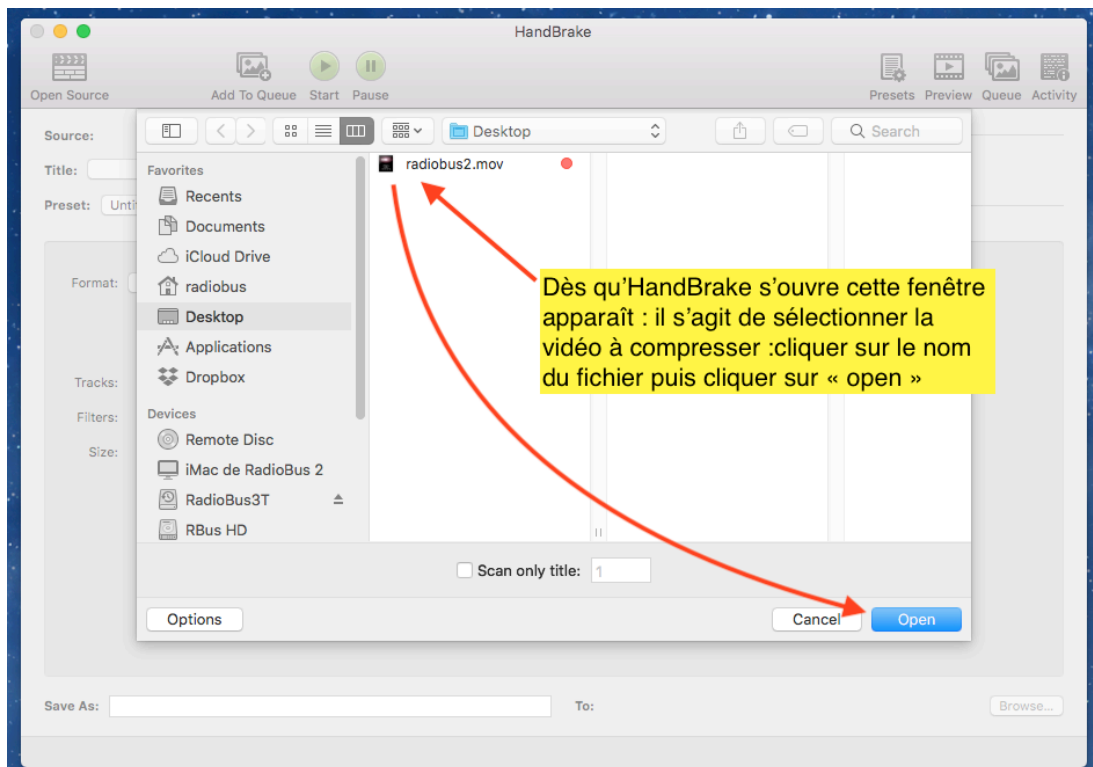 HandBrake
Open Source
Add To Queue
Start
Pause
Presets
Preview
Queue
Activity
Source:
Title:
Preset:
Format:
Tracks:
Filters:
Size:
Desktop
Search
Favorites
Recents
Documents
iCloud Drive
radiobus
Desktop
Applications
Dropbox
Devices
Remote Disc
iMac de RadioBus 2
RadioBus3T
RBus HD
radiobus2.mov
Dès qu’HandBrake s’ouvre cette fenêtre
apparaît : il s’agit de sélectionner la
vidéo à compresser :cliquer sur le nom
du fichier puis cliquer sur « open »
Scan only title: 1
Options
Cancel
Open
Save As:
To:
Browse...